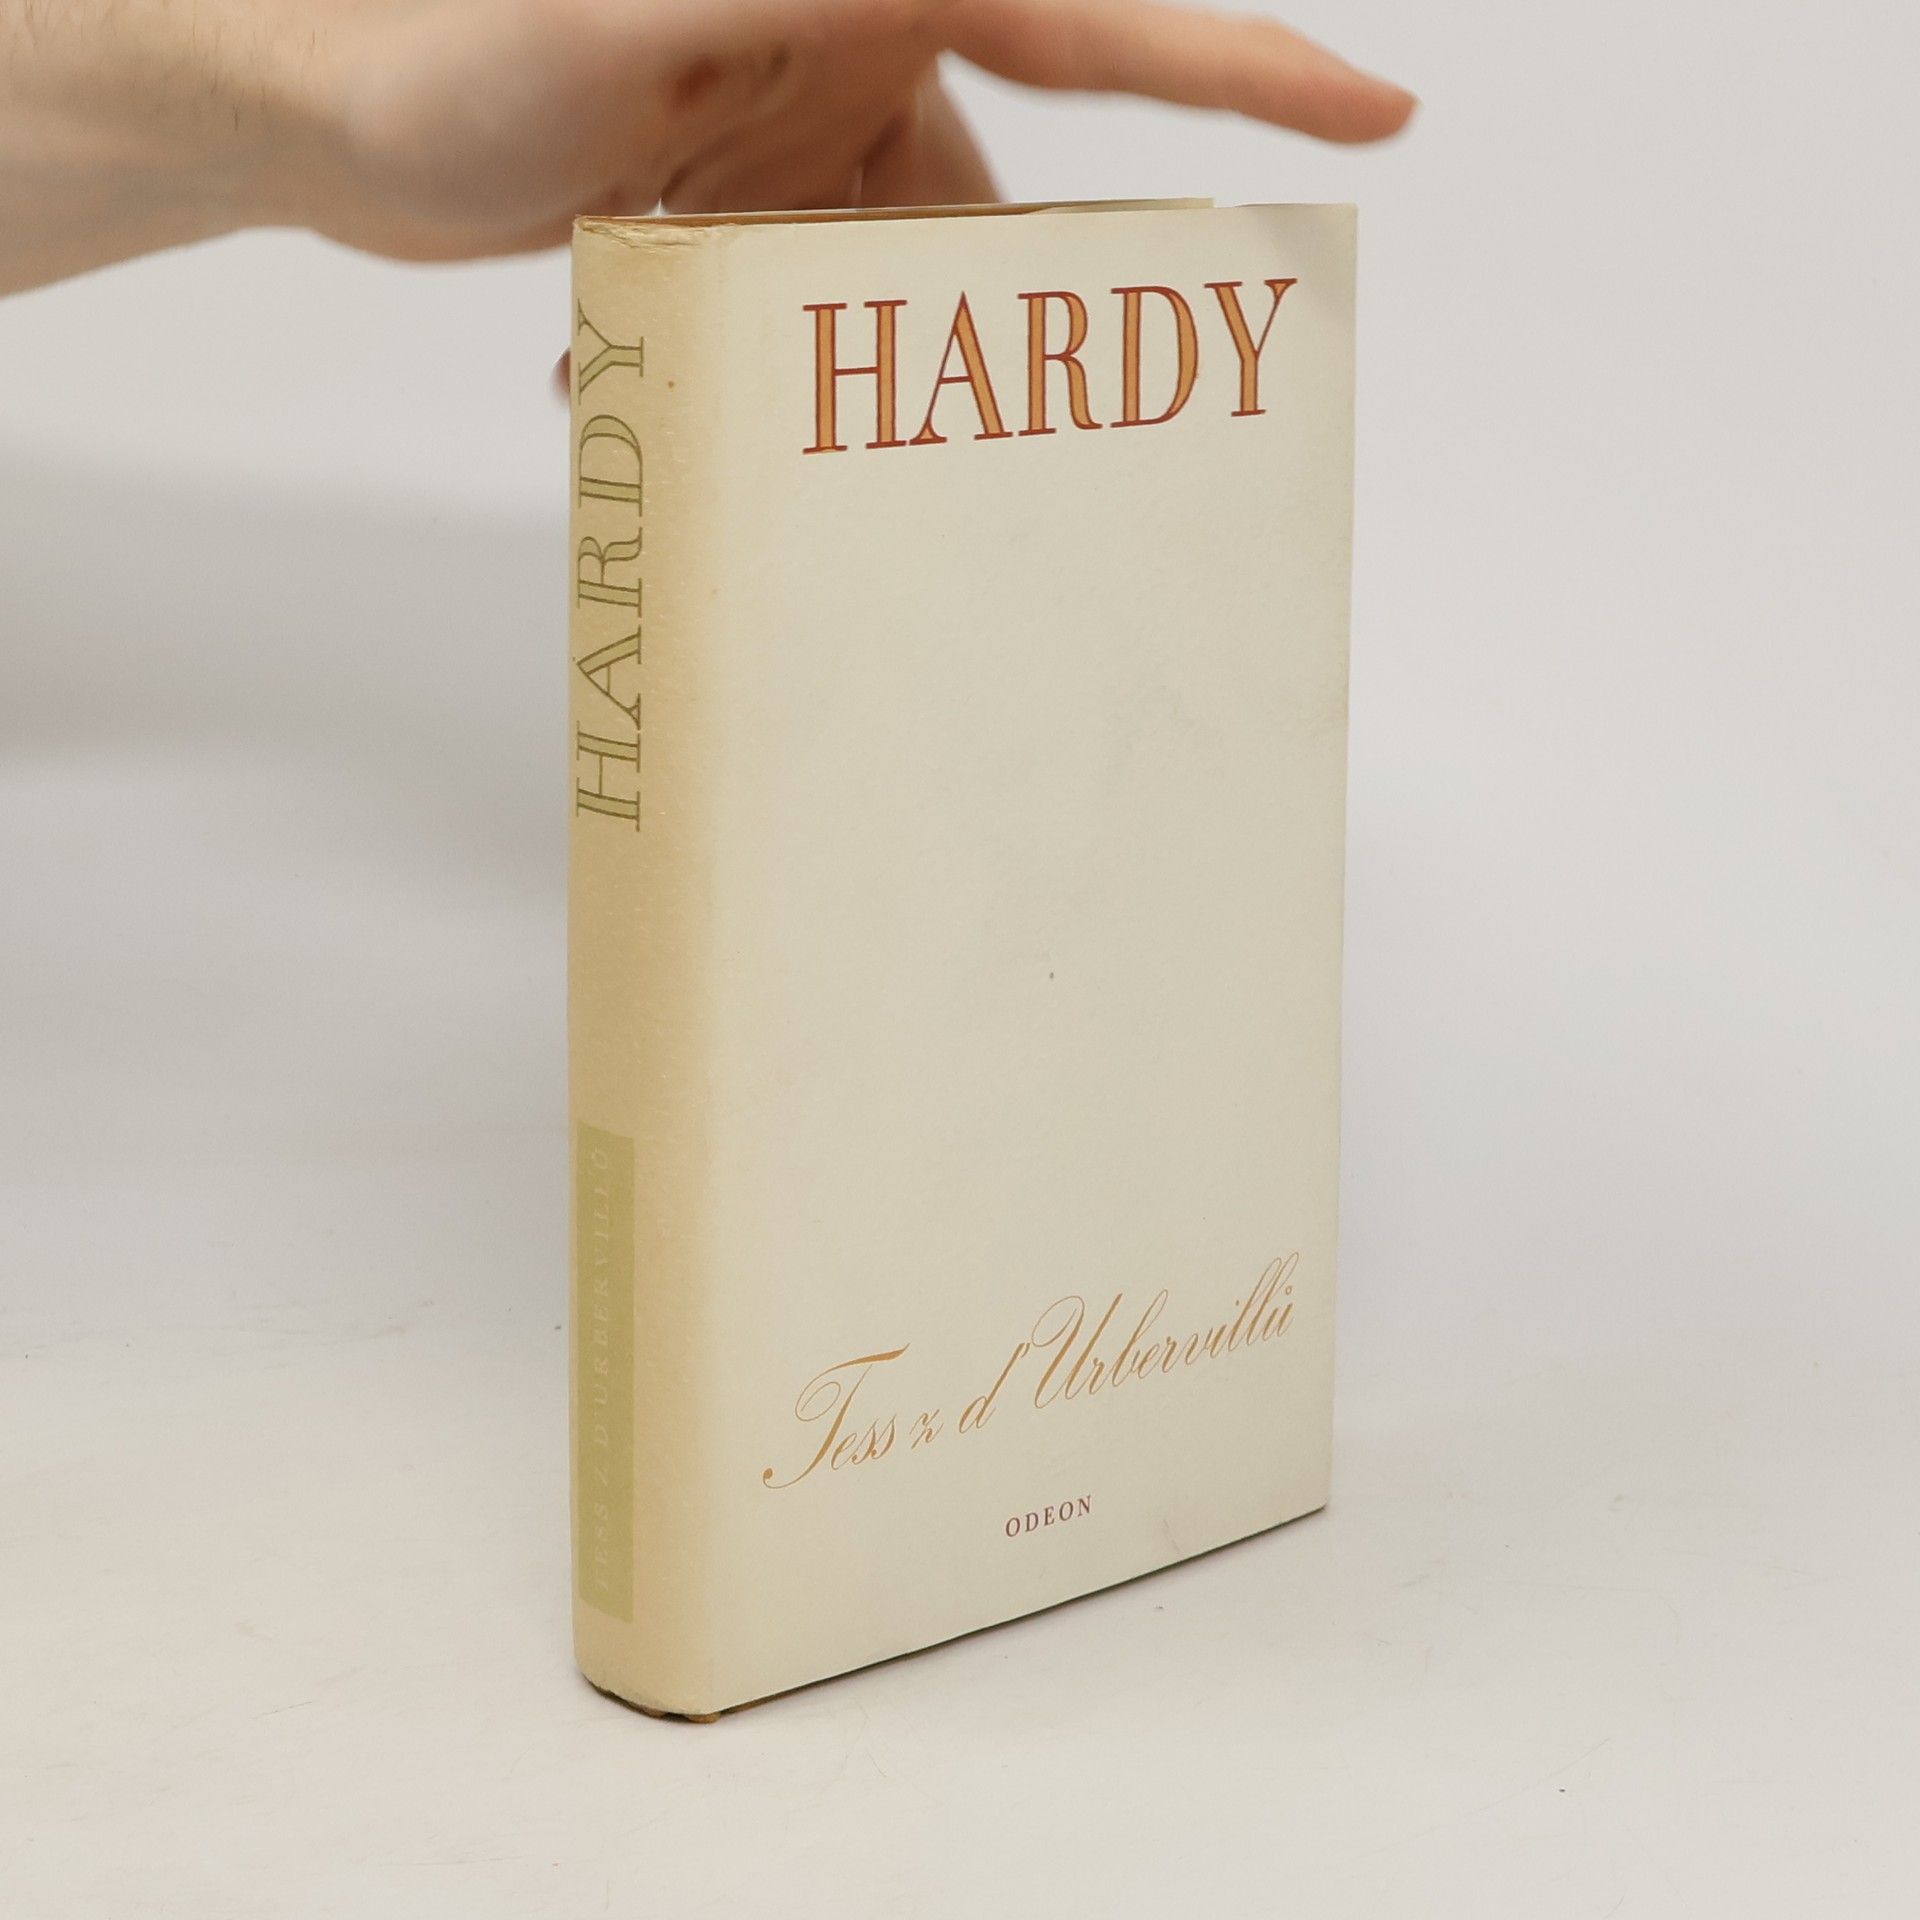 HARDY
TESS Z D'URBERVILLŮ
HARDY
Tess z d'Urbervillů
ODEON